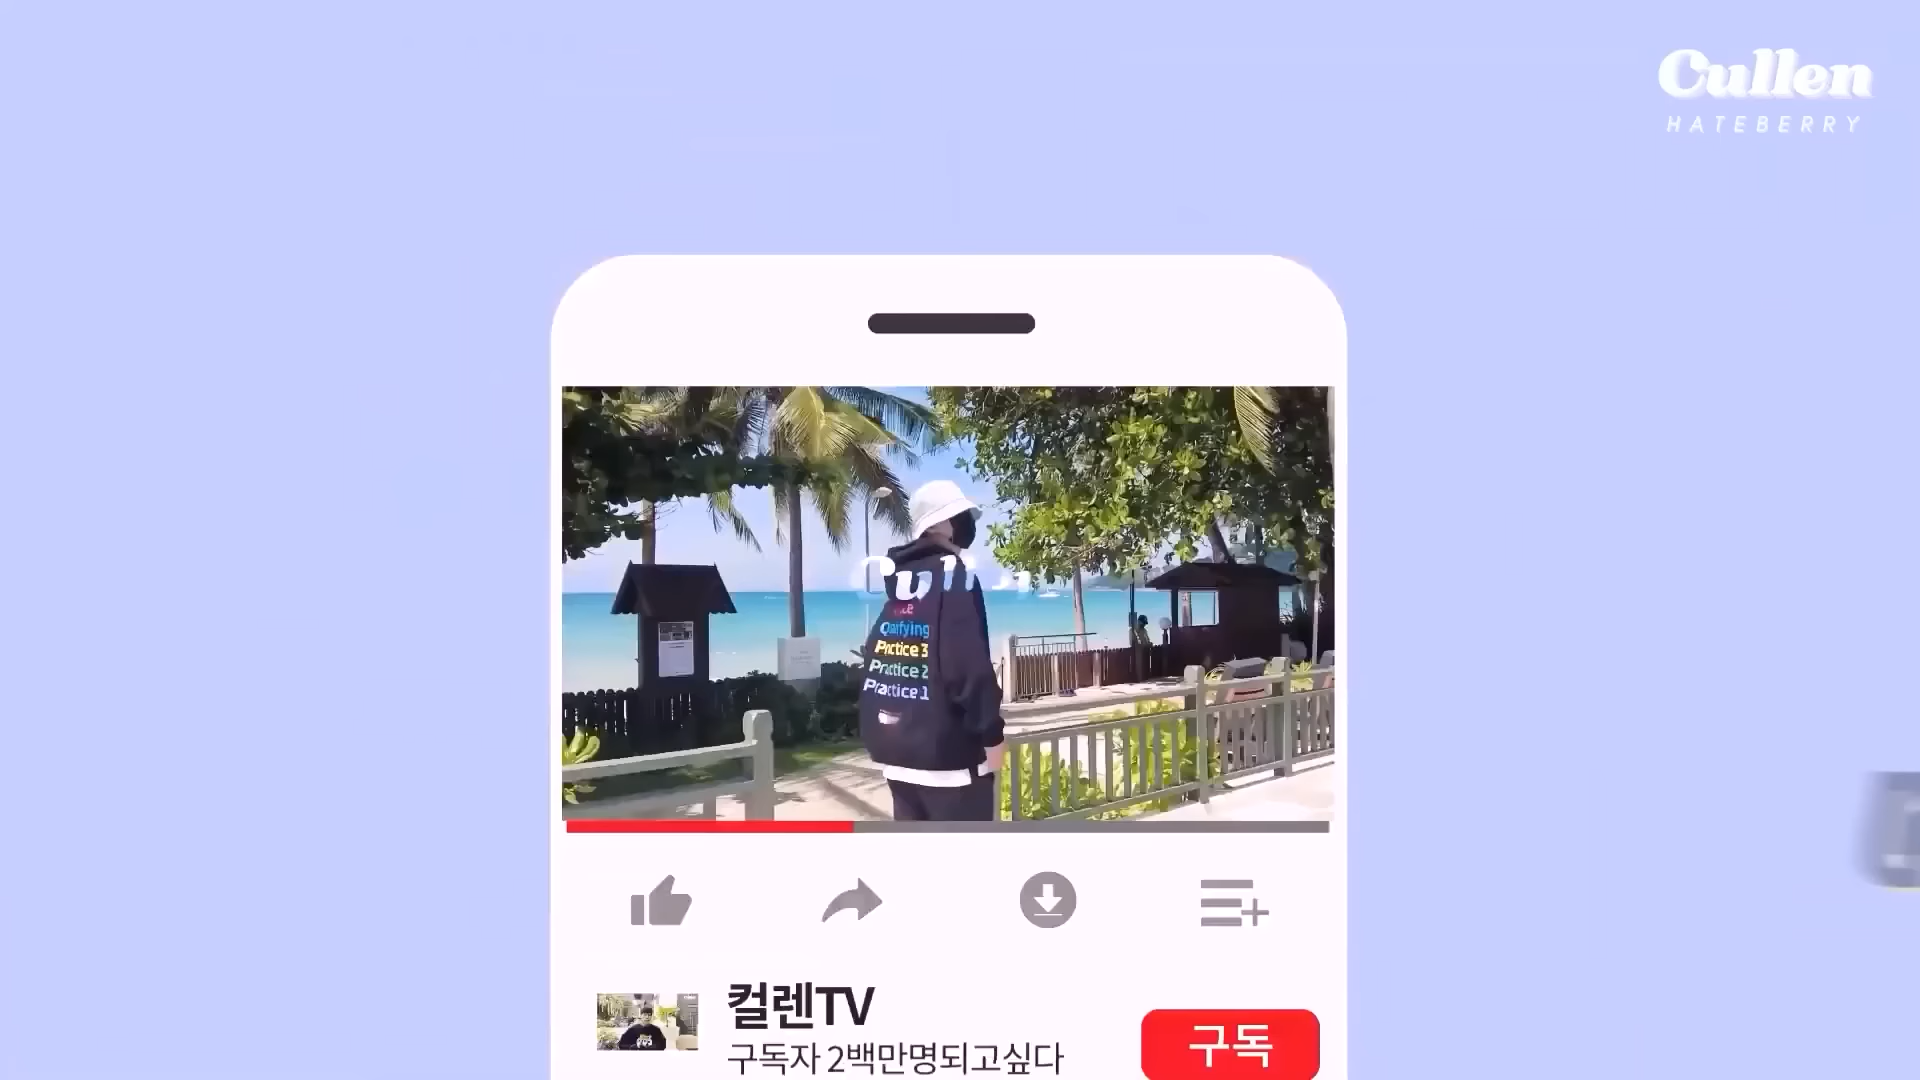 Cullen
HATEBERRY
Cullen
Qualifying
Practice 3
Practice 2
Practice 1
컬렌TV
구독자 2백만명되고싶다
구독